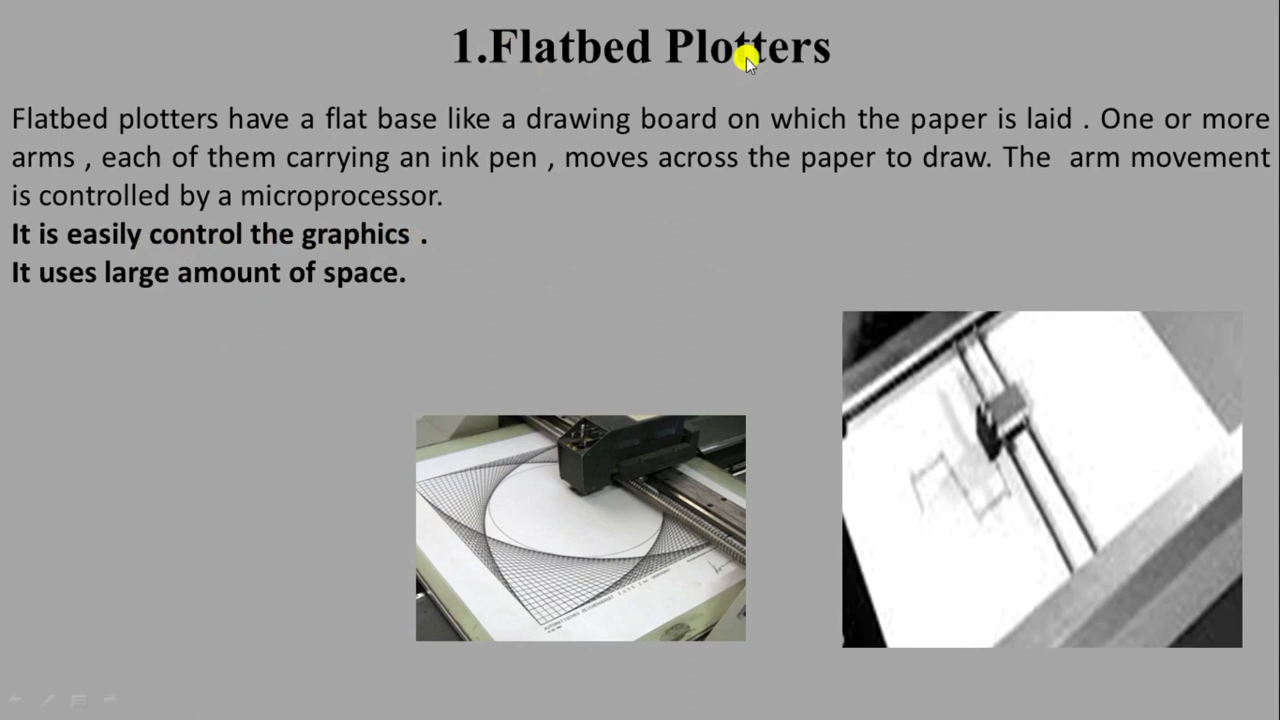 1.Flatbed Plotters
Flatbed plotters have a flat base like a drawing board on which the paper is laid . One or more
arms , each of them carrying an ink pen , moves across the paper to draw. The  arm movement
is controlled by a microprocessor.
It is easily control the graphics .
It uses large amount of space.